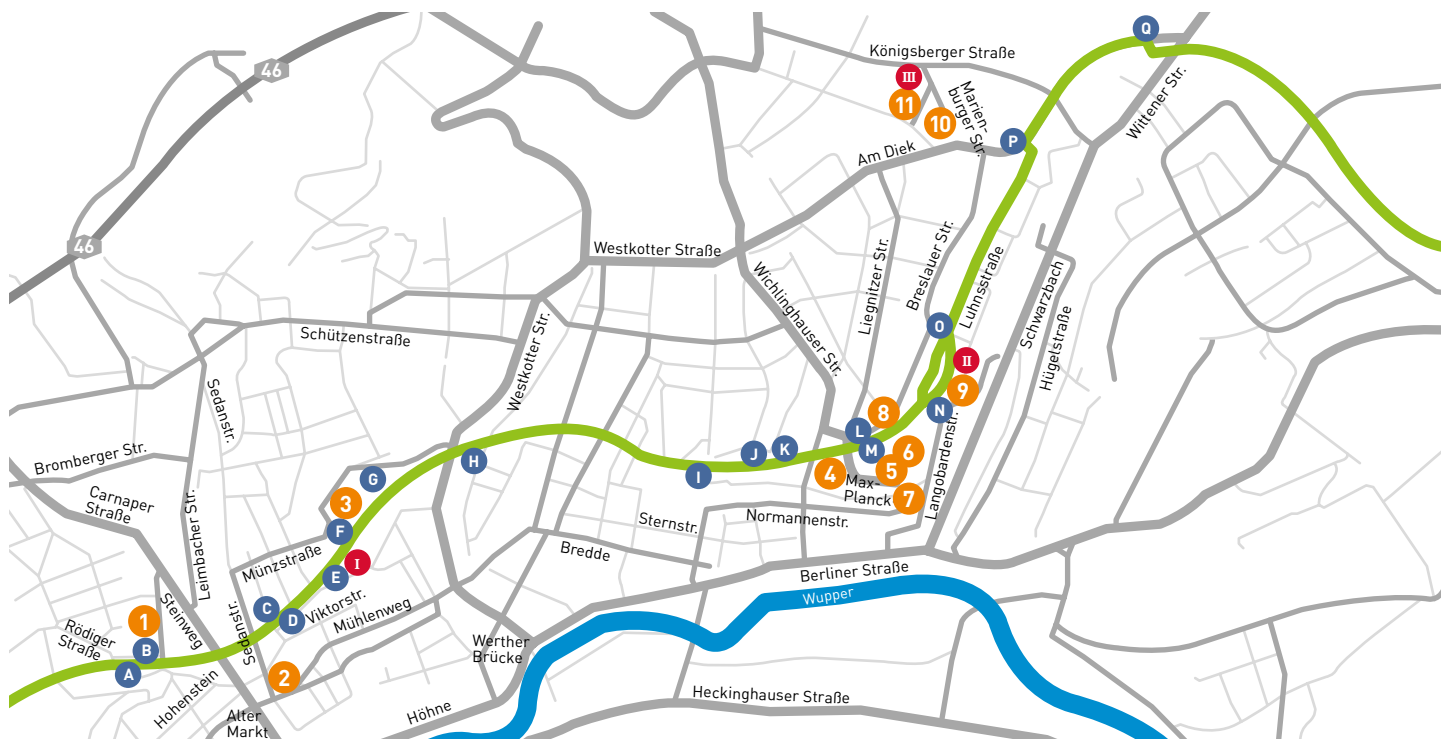 Q
46
Königsberger Straße
III
11
10
Marien-
burger Str.
Wittener Str.
P
Am Diek
46
Westkotter Straße
Wichlinghauser Str.
Liegnitzer Str.
Breslauer Str.
Luhnsstraße
Schwarzbach
Hügelstraße
O
Schützenstraße
Westkotter Str.
II
9
N
8
Sedanstr.
L
M
6
5
4
Max-
Planck
7
Langobardenstr.
Bromberger Str.
H
J
K
I
G
3
F
Carnaper
Straße
Leimbacher Str.
Sternstr.
Normannenstr.
Bredde
Münzstraße
I
E
Berliner Straße
Wupper
C
D
Viktorstr.
Mühlenweg
1
Steinweg
Sedanstr.
Rödiger
Straße
B
A
2
Werther
Brücke
Hohenstein
Alter
Markt
Höhne
Heckinghauser Straße